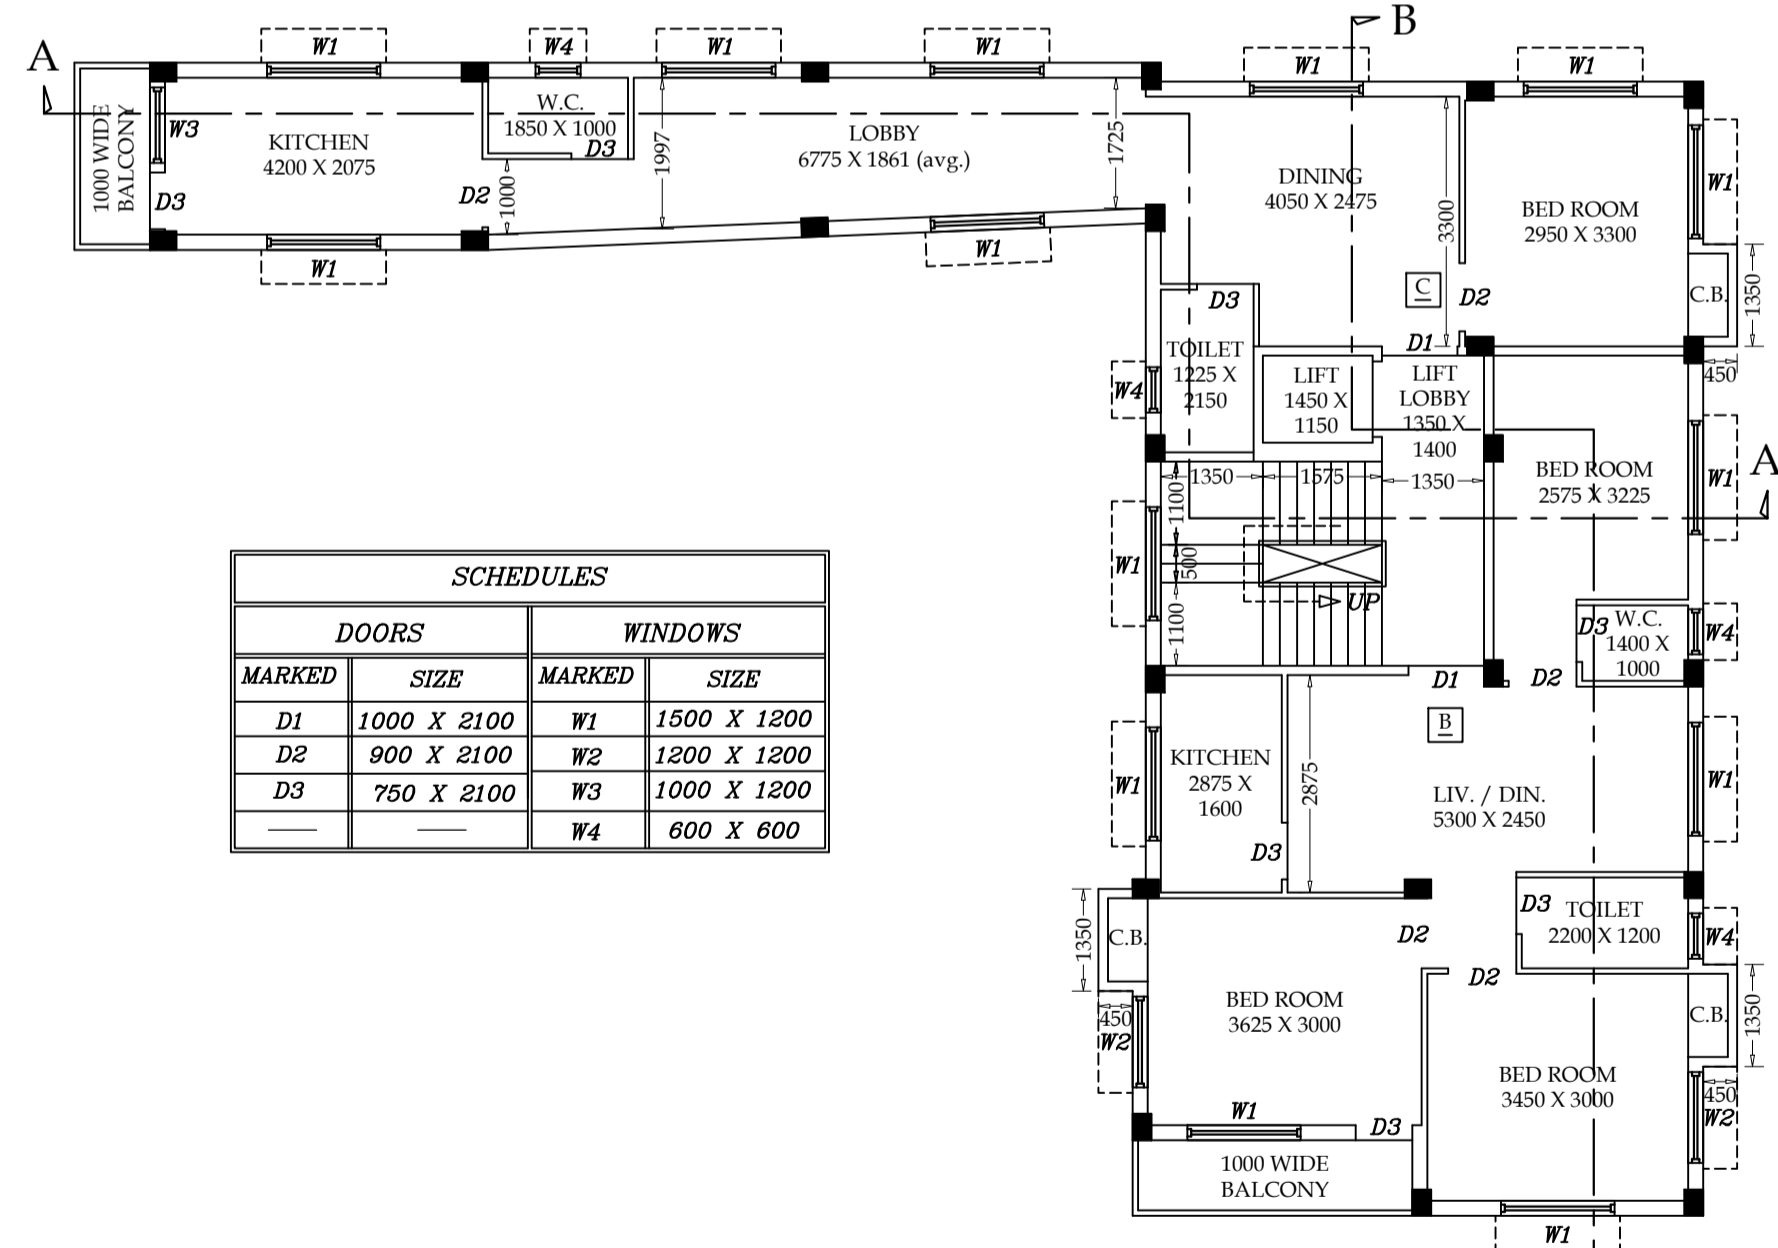 A
B
W1
W4
W1
W1
W1
W1
1000 WIDE
BALCONY
W3
D3
KITCHEN
4200 X 2075
W.C.
1850 X 1000
D3
D2
1000
1997
LOBBY
6775 X 1861 (avg.)
1725
W1
W1
DINING
4050 X 2475
3300
C
D2
D1
BED ROOM
2950 X 3300
W1
C.B.
1350
450
D3
TOILET
1225 X
2150
W4
LIFT
1450 X
1150
LIFT
LOBBY
1350 X
1400
BED ROOM
2575 X 3225
W1
A
1350
1575
1350
1100
500
1100
W1
UP
D3
W.C.
1400 X
1000
W4
D1
D2
B
KITCHEN
2875 X
1600
W1
2875
D3
LIV. / DIN.
5300 X 2450
W1
D3
TOILET
2200 X 1200
W4
D2
D2
C.B.
1350
450
W2
BED ROOM
3625 X 3000
C.B.
1350
450
W2
BED ROOM
3450 X 3000
W1
D3
1000 WIDE
BALCONY
W1
SCHEDULES
DOORS WINDOWS
MARKED SIZE MARKED SIZE
D1 1000 X 2100 W1 1500 X 1200
D2 900 X 2100 W2 1200 X 1200
D3 750 X 2100 W3 1000 X 1200
— — W4 600 X 600